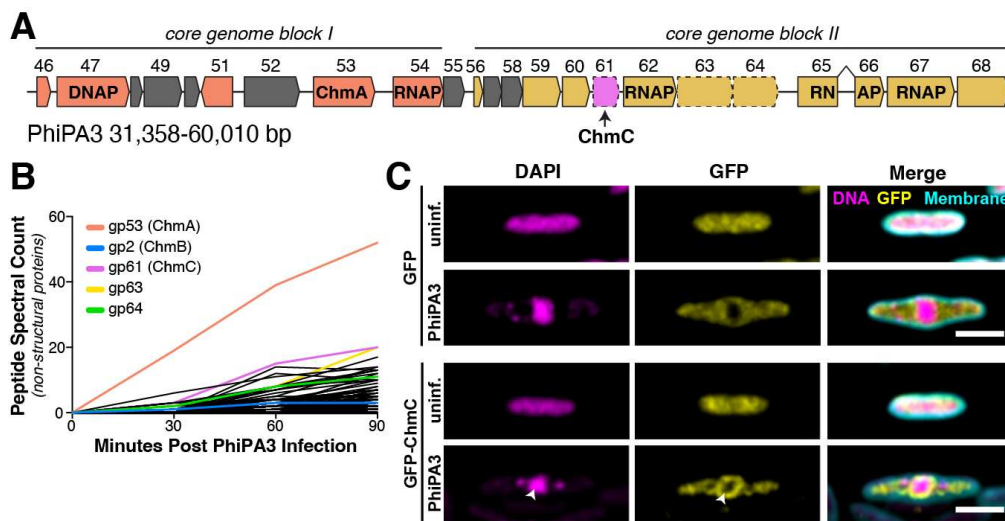 A
core genome block I
core genome block II
46 47 49 51 52 53 54 55 56 58 59 60 61 62 63 64 65 66 67 68
DNAP ChmA RNAP RNAP RN AP RNAP
PhiPA3 31,358-60,010 bp
ChmC
B
Peptide Spectral Count
(non-structural proteins)
60
40
20
0
gp53 (ChmA)
gp2 (ChmB)
gp61 (ChmC)
gp63
gp64
0 30 60 90
Minutes Post PhiPA3 Infection
C
DAPI GFP Merge
DNA GFP Membrane
GFP
uninf.
PhiPA3
GFP-ChmC
uninf.
PhiPA3